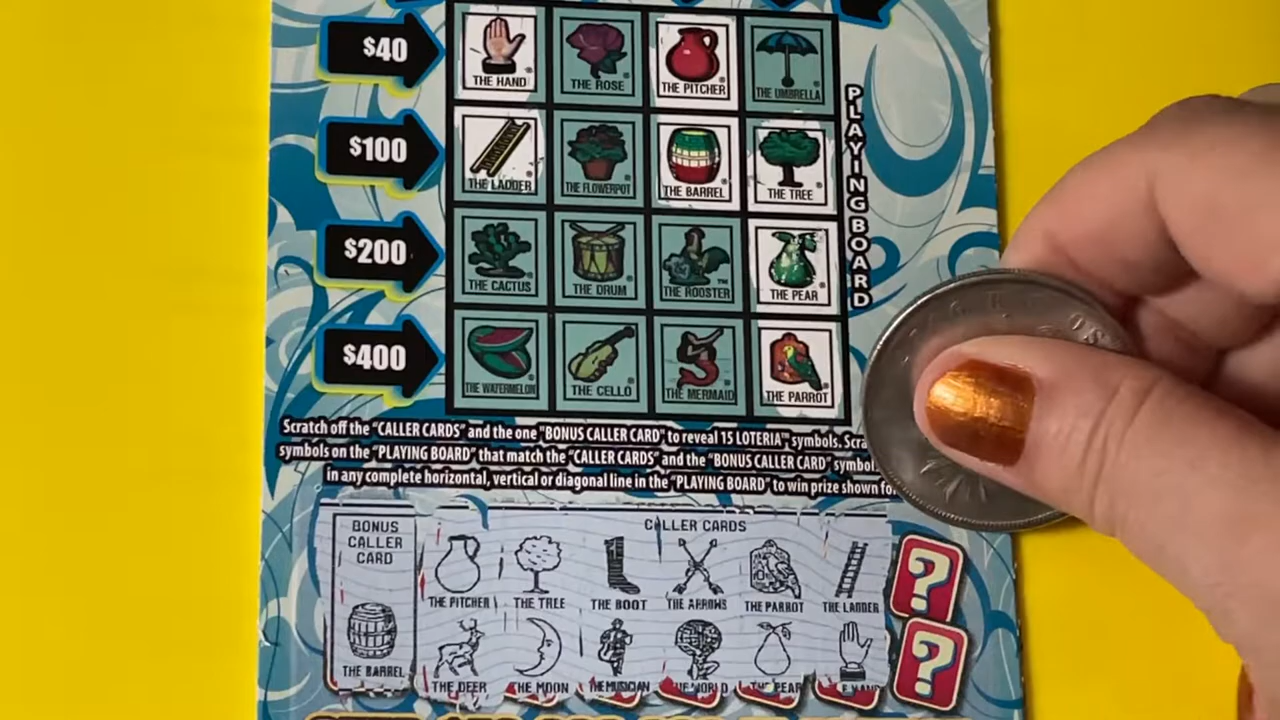 $40
THE HAND THE ROSE THE PITCHER THE UMBRELLA
$100
THE LADDER THE FLOWERPOT THE BARREL THE TREE
$200
THE CACTUS THE DRUM THE ROOSTER THE PEAR
$400
THE WATERMELON THE CELLO THE MERMAID THE PARROT
PLAYING BOARD
Scratch off the "CALLER CARDS" and the one "BONUS CALLER CARD" to reveal 15 LOTERIA™ symbols.
symbols on the "PLAYING BOARD" that match the "CALLER CARDS" and the "BONUS CALLER CARD"
in any complete horizontal, vertical or diagonal line in the "PLAYING BOARD" to win prize shown
BONUS
CALLER
CARD
THE BARREL
CALLER CARDS
THE PITCHER THE TREE THE BOOT THE ARROWS THE PARROT THE LADDER
?
THE DEER THE MOON THE MUSICIAN THE WORLD THE PEAR HAND
?